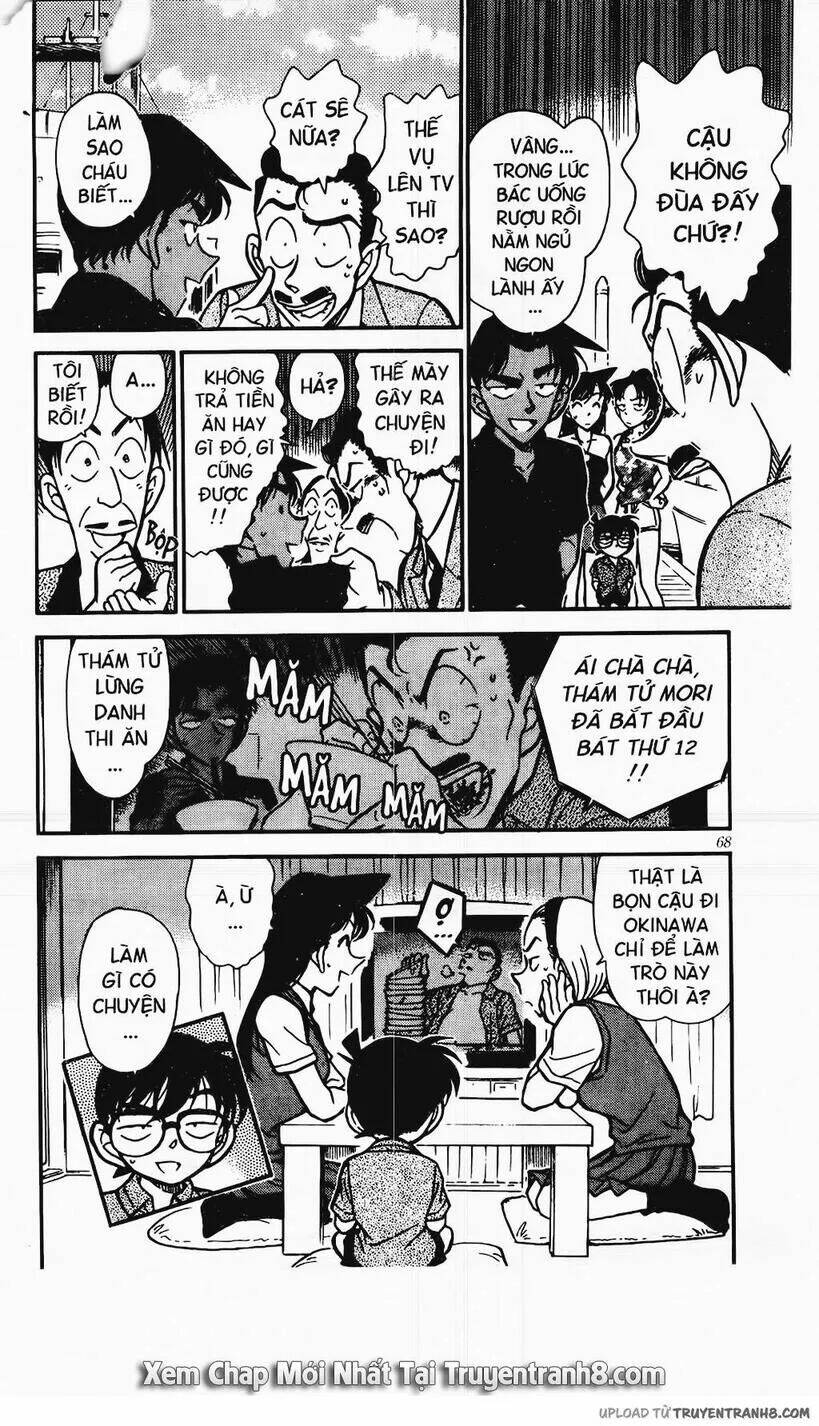 CẬU
KHÔNG
ĐÙA ĐẤY
CHỨ?!
VÂNG...
TRONG LÚC
BÁC UỐNG
RƯỢU RỒI
NẰM NGỦ
NGON
LÀNH ẤY
...
THẾ
VỤ
LÊN TV
THÌ
SAO?
CÁT SÊ
NỮA?
LÀM
SAO
CHÁU
BIẾT...
THẾ MÀY
GÂY RA
CHUYỆN
ĐI!
HẢ?
KHÔNG
TRẢ TIỀN
ĂN HAY
GÌ ĐÓ, GÌ
CŨNG
ĐƯỢC
!!
A...
TÔI
BIẾT
RỒI!
BỘP
ÁI CHÀ CHÀ,
THÁM TỬ MORI
ĐÃ BẮT ĐẦU
BÁT THỨ 12
!!
MĂM
MĂM
MĂM
THÁM TỬ
LỪNG
DANH
THI ĂN
...
68
THẬT LÀ
BỌN CẬU ĐI
OKINAWA
CHỈ ĐỂ LÀM
TRÒ NÀY
THÔI À?
Ợ
...
À, Ừ
...
LÀM
GÌ CÓ
CHUYỆN
...
Xem Chap Mới Nhất Tại Truyentranh8.com
UPLOAD TỪ TRUYENTRANH8.COM